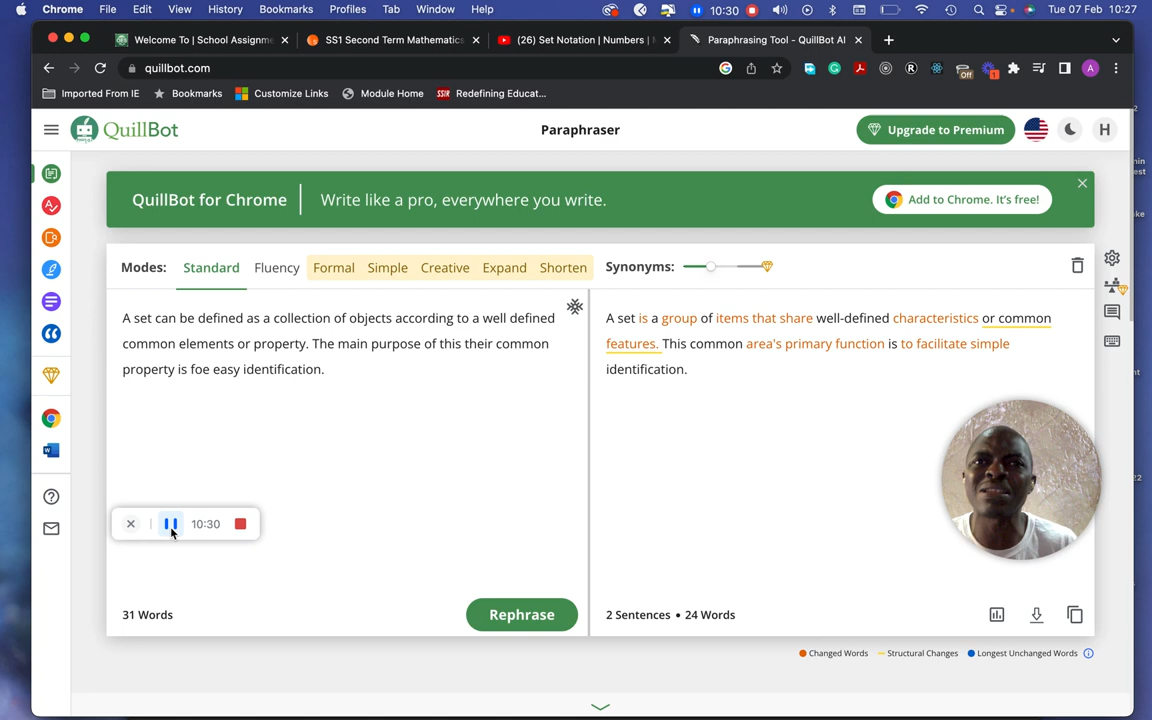 Chrome File Edit View History Bookmarks Profiles Tab Window Help 10:30 Tue 07 Feb 10:27
Welcome To | School Assignme SS1 Second Term Mathematics (26) Set Notation | Numbers | Paraphrasing Tool - QuillBot AI
quillbot.com Off 1 A
Imported From IE Bookmarks Customize Links Module Home SSIR Redefining Educat...
QuillBot Paraphraser Upgrade to Premium H
QuillBot for Chrome Write like a pro, everywhere you write. Add to Chrome. It's free!
Modes: Standard Fluency Formal Simple Creative Expand Shorten Synonyms:
A set can be defined as a collection of objects according to a well defined
common elements or property. The main purpose of this their common
property is foe easy identification.
A set is a group of items that share well-defined characteristics or common
features. This common area's primary function is to facilitate simple
identification.
10:30
31 Words Rephrase 2 Sentences • 24 Words
Changed Words Structural Changes Longest Unchanged Words